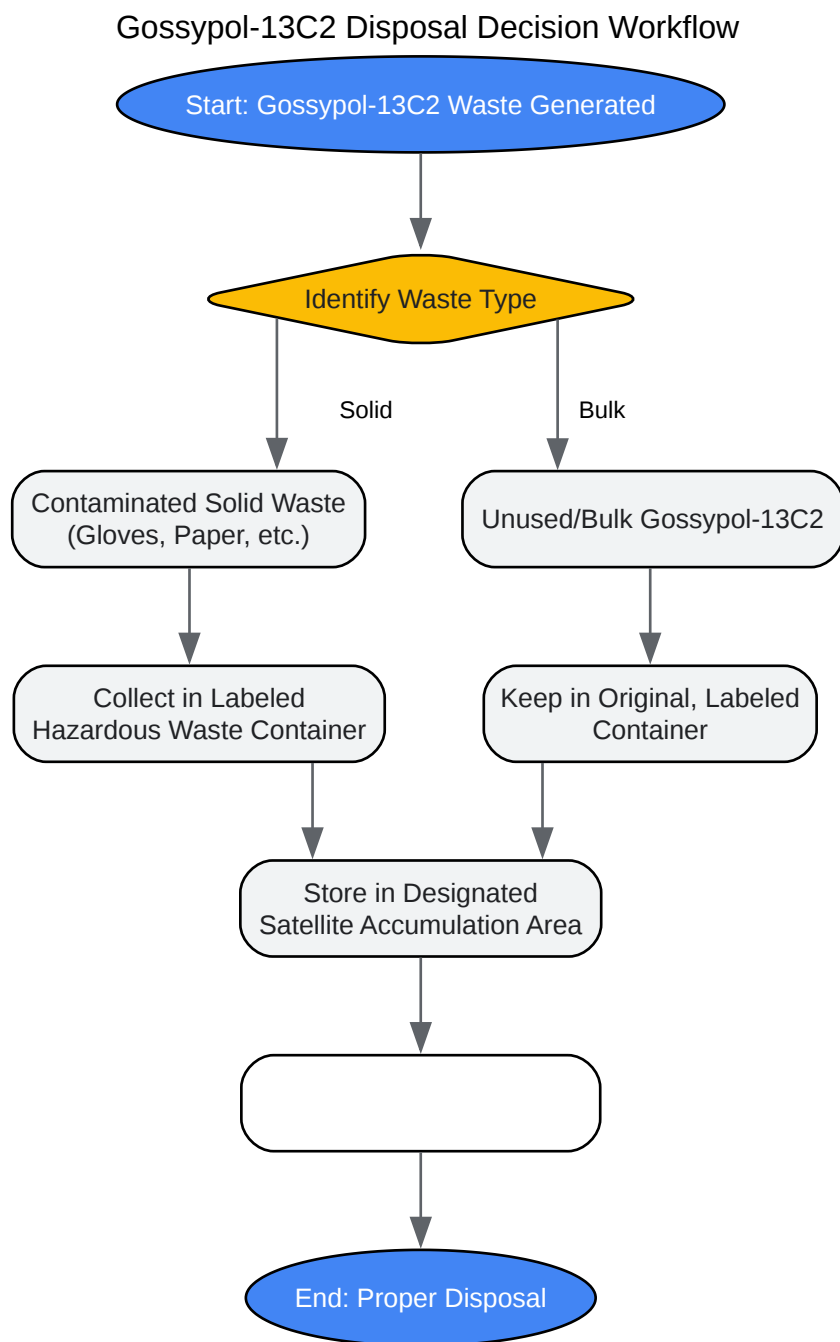 Gossypol-13C2 Disposal Decision Workflow
Start: Gossypol-13C2 Waste Generated
Identify Waste Type
Solid
Bulk
Contaminated Solid Waste
(Gloves, Paper, etc.)
Unused/Bulk Gossypol-13C2
Collect in Labeled
Hazardous Waste Container
Keep in Original, Labeled
Container
Store in Designated
Satellite Accumulation Area
End: Proper Disposal